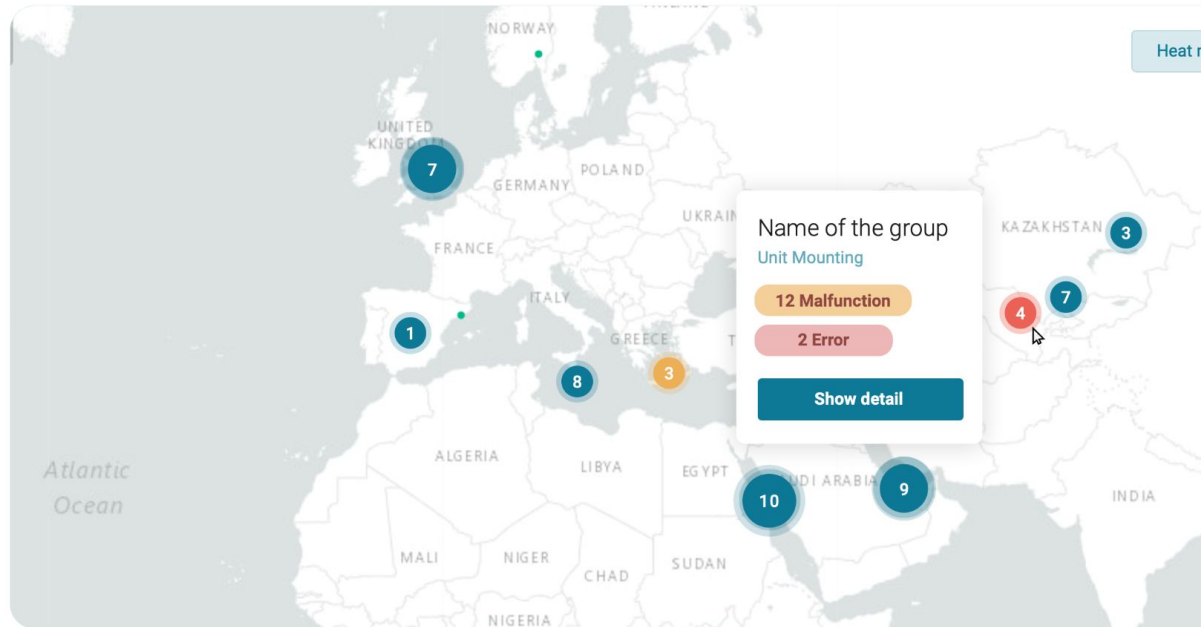 NORWAY
Heat
UNITED
KINGDOM
7
POLAND
GERMANY
UKRAIN
Name of the group
Unit Mounting
KAZAKHSTAN
3
FRANCE
12 Malfunction
7
ITALY
4
1
GREECE
T
2 Error
8
3
Show detail
ALGERIA
LIBYA
EGYPT
UDI ARABIA
Atlantic
Ocean
10
9
INDIA
MALI
NIGER
CHAD
SUDAN
NIGERIA